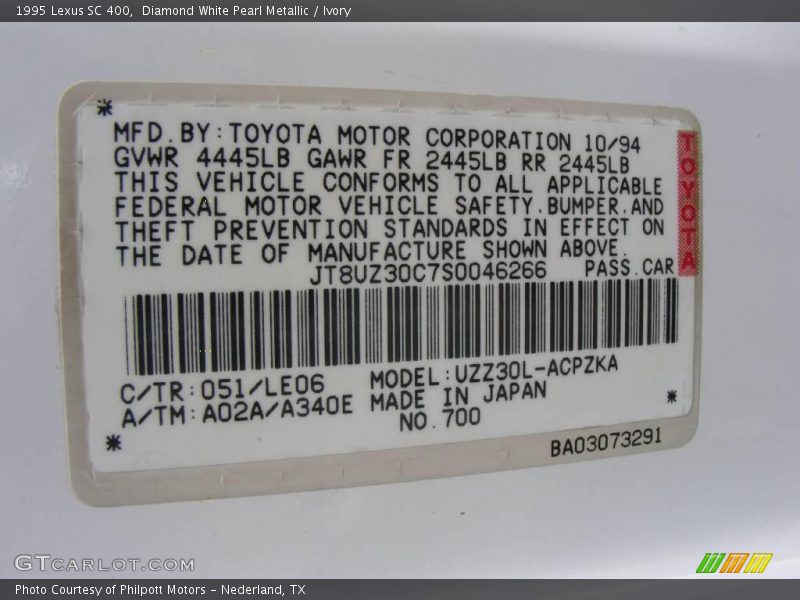 1995 Lexus SC 400, Diamond White Pearl Metallic / Ivory
MFD.BY:TOYOTA MOTOR CORPORATION 10/94
GVWR 4445LB GAWR FR 2445LB RR 2445LB
THIS VEHICLE CONFORMS TO ALL APPLICABLE
FEDERAL MOTOR VEHICLE SAFETY.BUMPER.AND
THEFT PREVENTION STANDARDS IN EFFECT ON
THE DATE OF MANUFACTURE SHOWN ABOVE.
JT8UZ30C7S0046266 PASS.CAR
TOYOTA
C/TR:051/LE06 MODEL:UZZ30L-ACPZKA
A/TM:A02A/A340E MADE IN JAPAN
NO.700
BA03073291
GTCARLOT.COM
Photo Courtesy of Philpott Motors - Nederland, TX